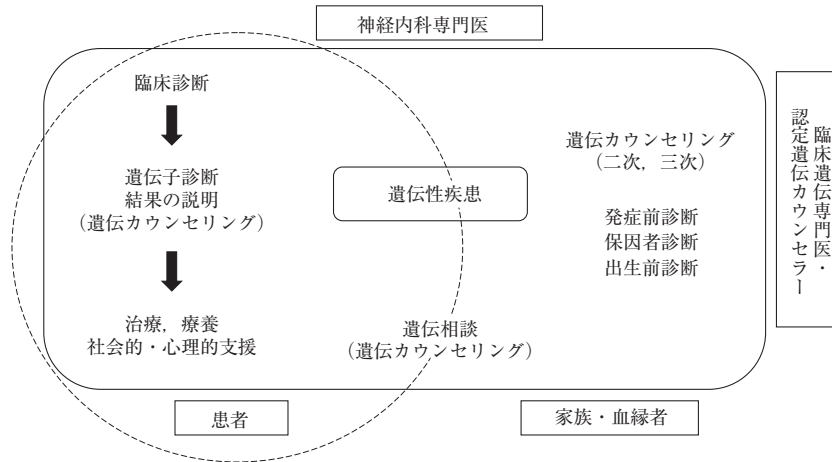 神経内科専門医
臨床診断
遺伝子診断
結果の説明
（遺伝カウンセリング）
治療，療養
社会的・心理的支援
遺伝性疾患
遺伝相談
（遺伝カウンセリング）
遺伝カウンセリング
（二次，三次）
発症前診断
保因者診断
出生前診断
臨床遺伝専門医・
認定遺伝カウンセラー
患者
家族・血縁者